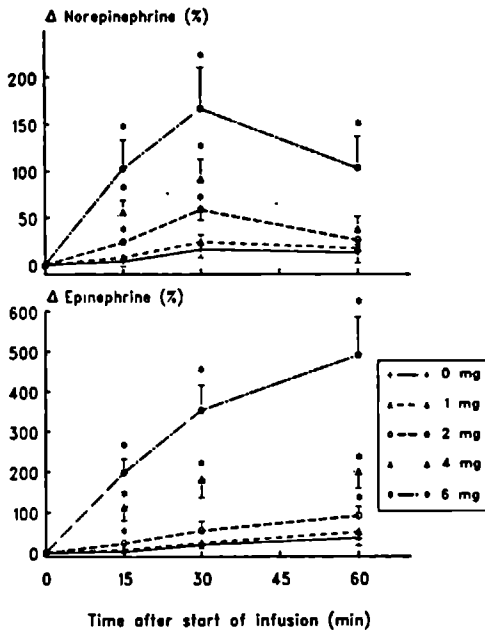 Δ Norepinephrine (%)
200
150
100
50
0
Δ Epinephrine (%)
600
500
400
300
200
100
0
0 15 30 45 60
Time after start of infusion (min)
0 mg
1 mg
2 mg
4 mg
6 mg